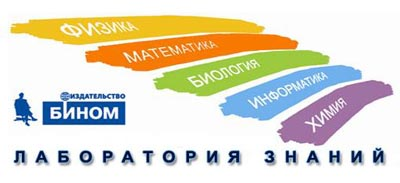 ФИЗИКА
МАТЕМАТИКА
БИОЛОГИЯ
ИНФОРМАТИКА
ХИМИЯ
ИЗДАТЕЛЬСТВО
БИНОМ
ЛАБОРАТОРИЯ ЗНАНИЙ